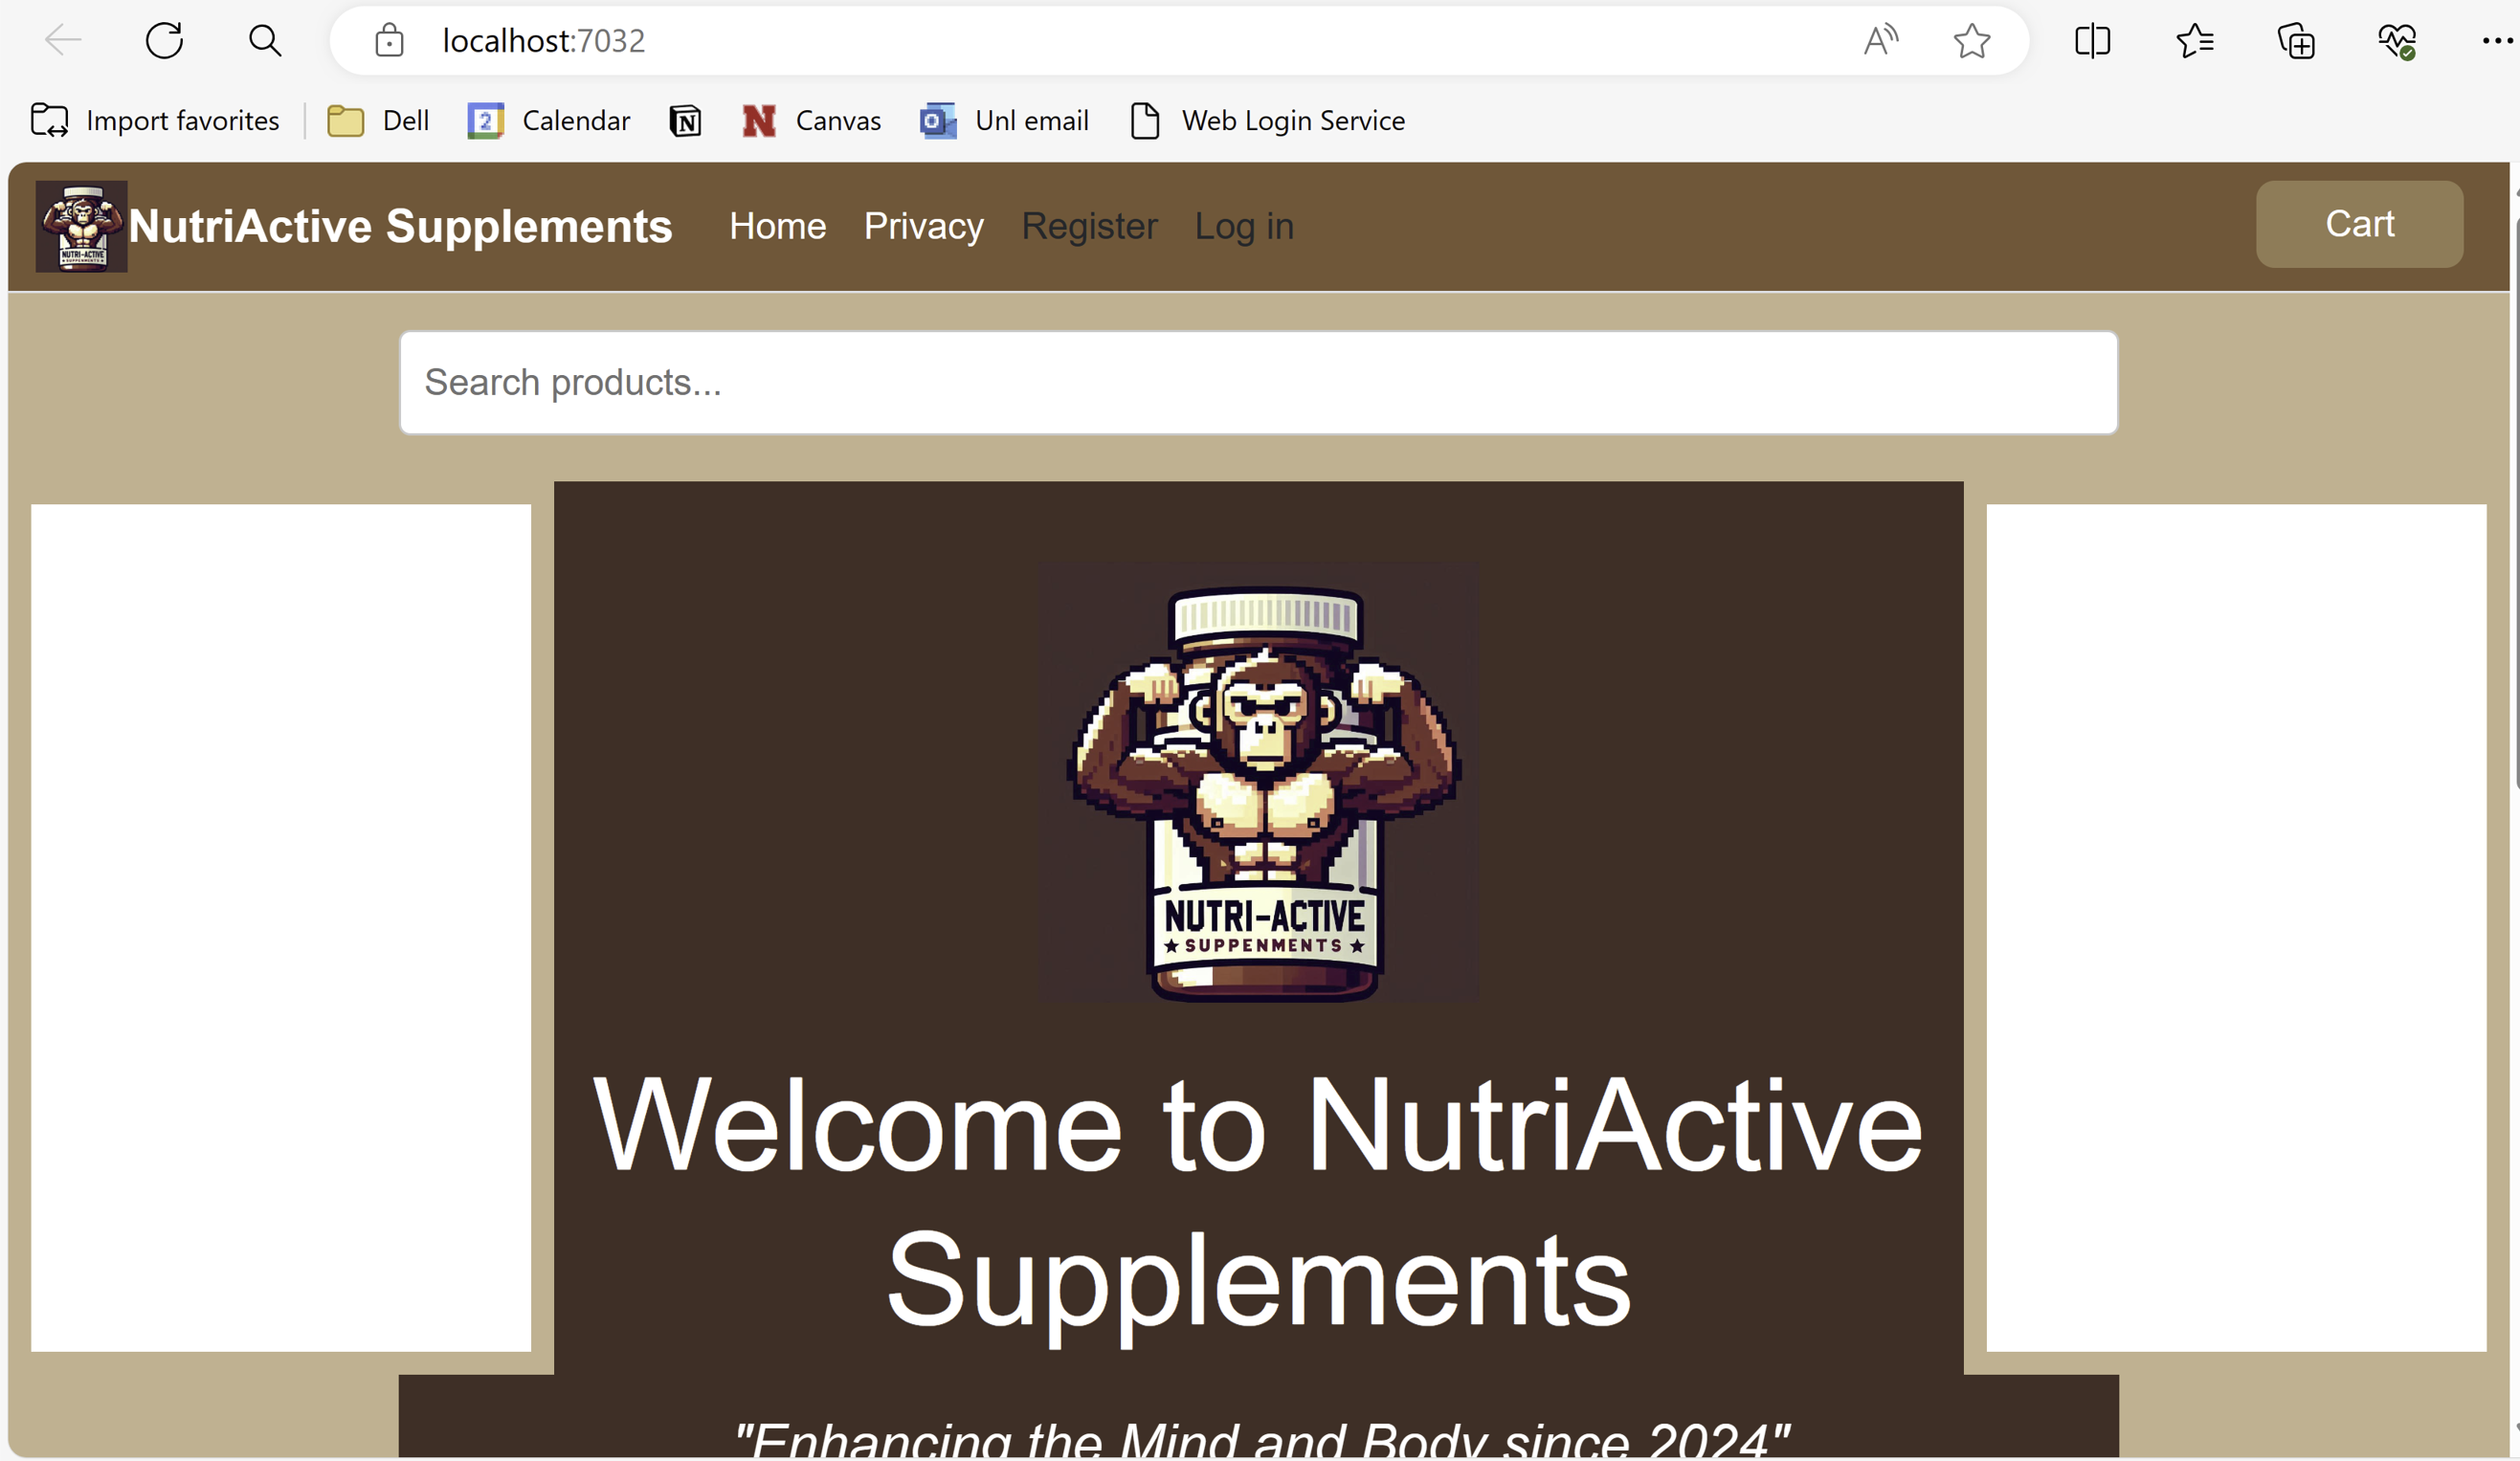 localhost:7032
Import favorites Dell 2 Calendar N N Canvas O Unl email Web Login Service
NUTRI-ACTIVE NutriActive Supplements Home Privacy Register Log in Cart
Search products...
NUTRI-ACTIVE
★ SUPPENMENTS ★
Welcome to NutriActive
Supplements
"Enhancing the Mind and Body since 2024"